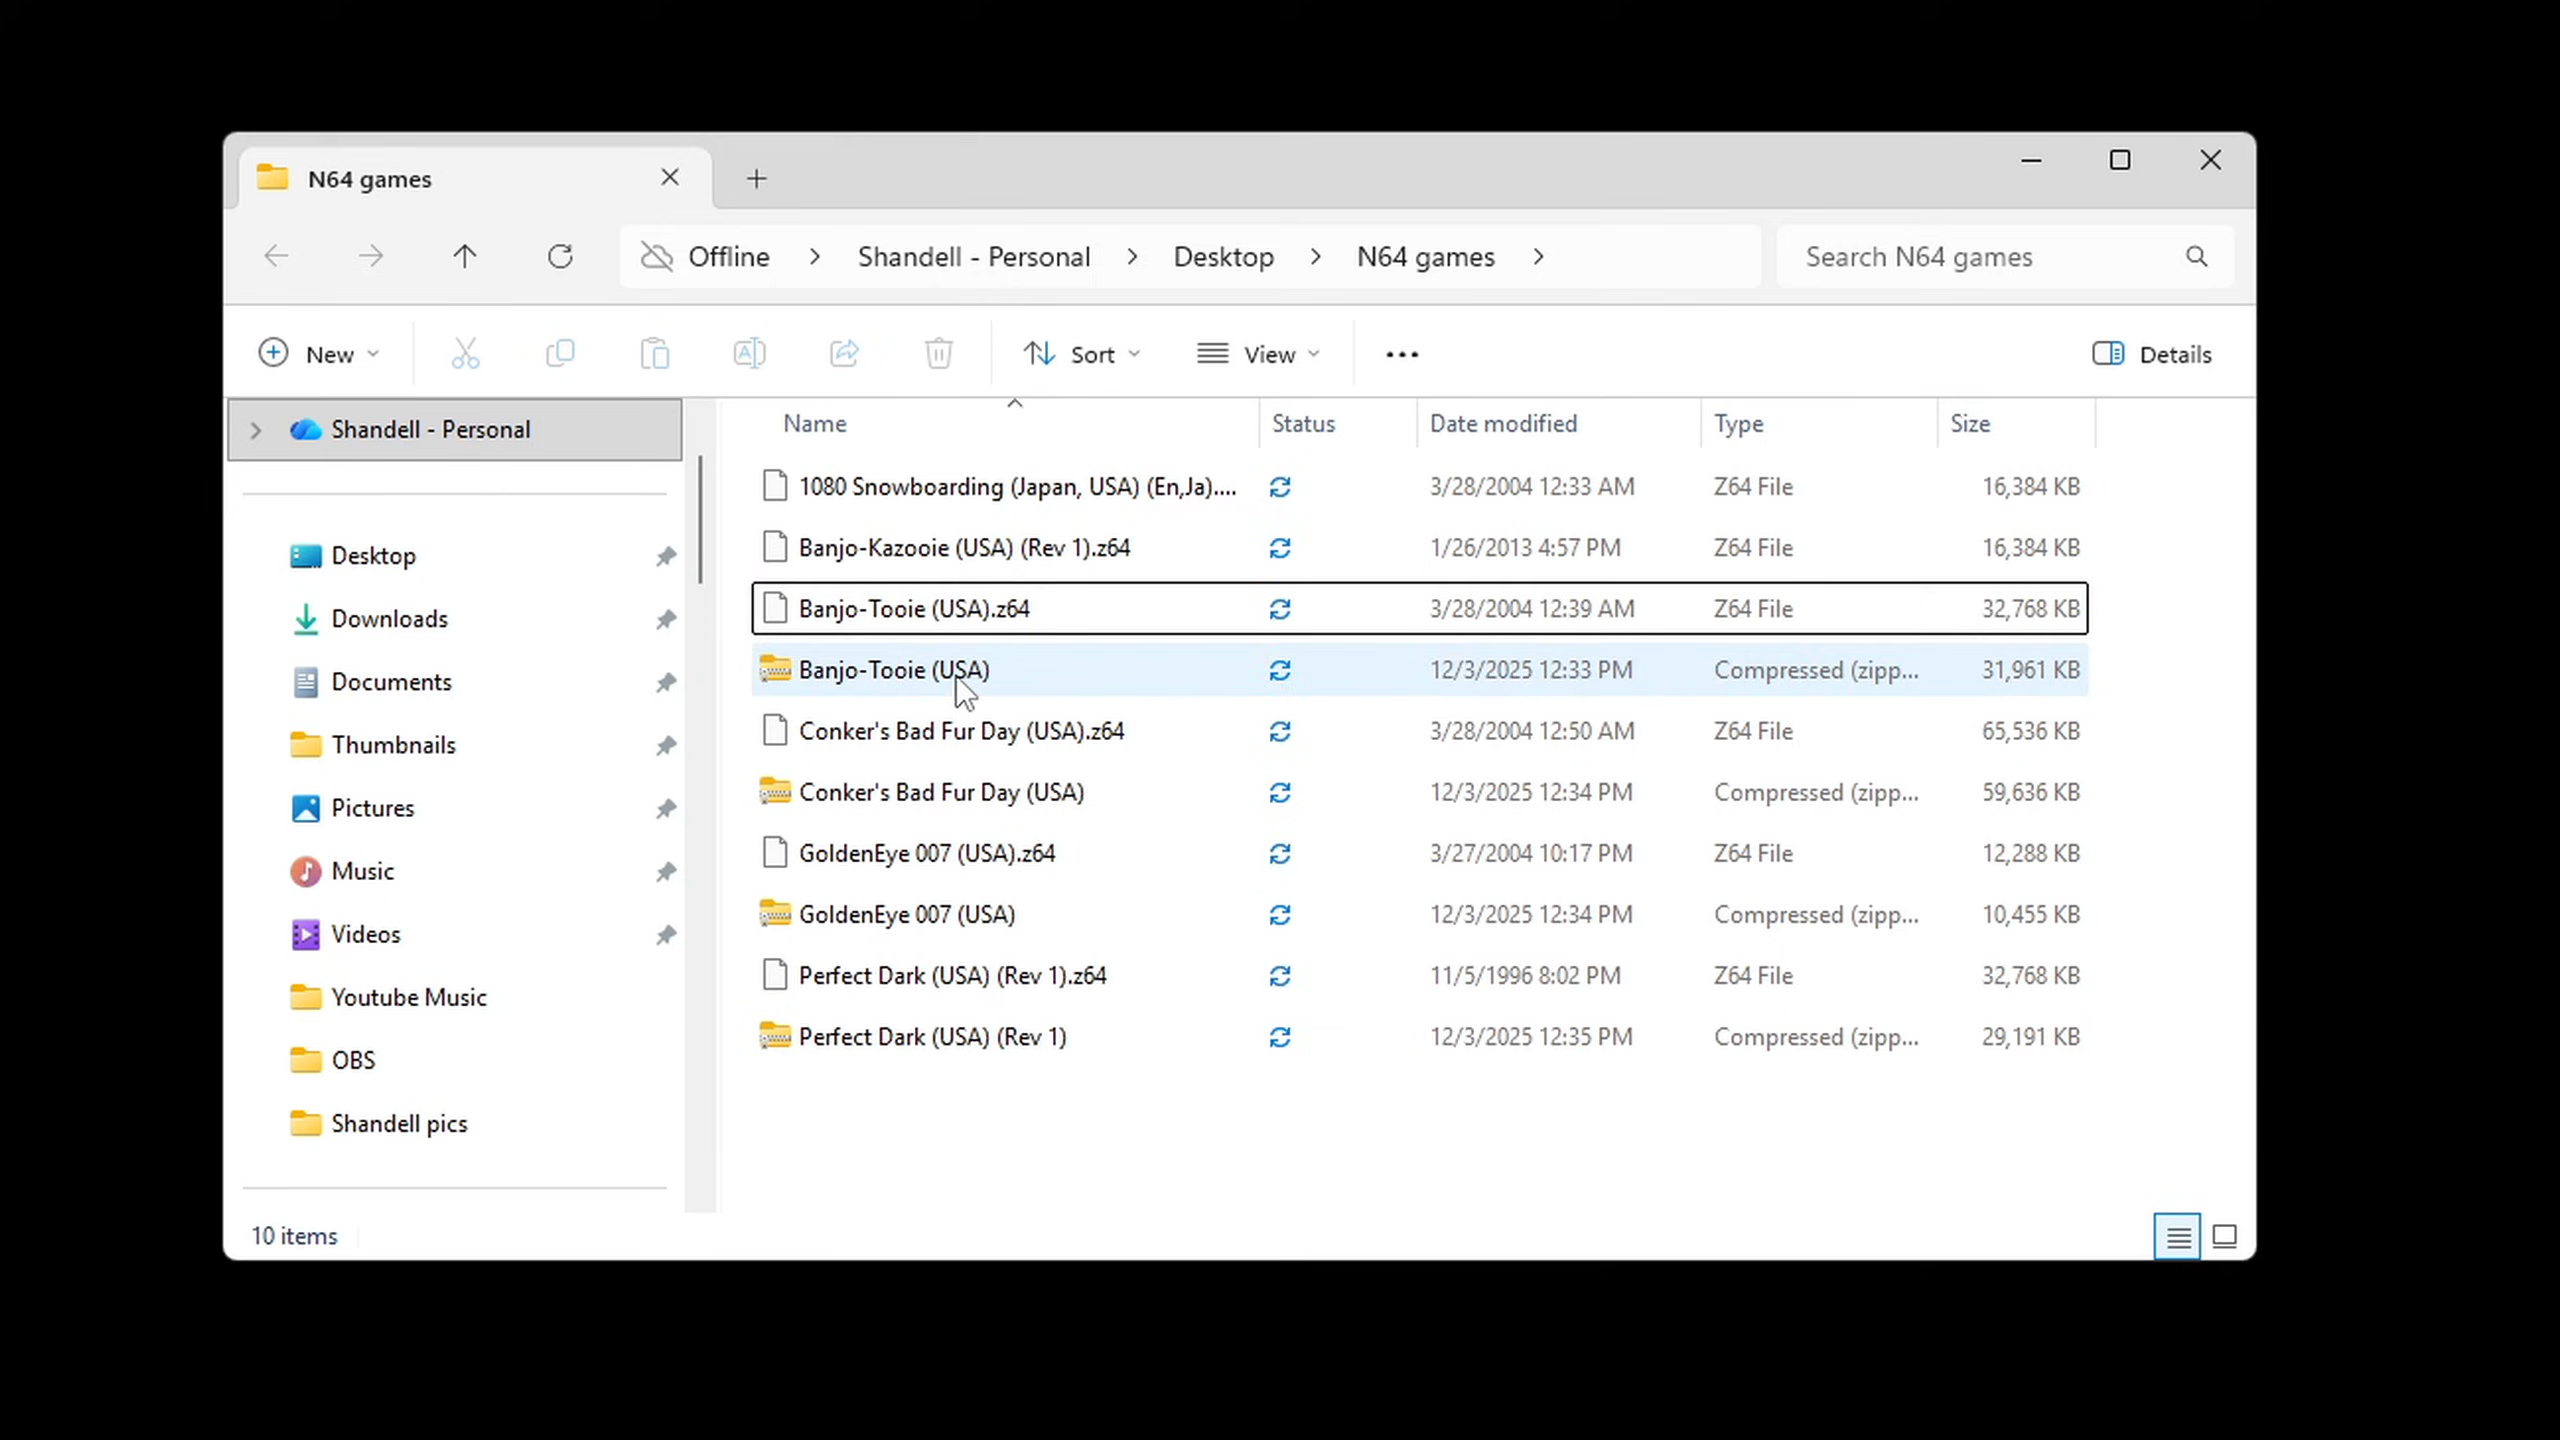 N64 games
Offline > Shandell - Personal > Desktop > N64 games >
Search N64 games
New
Sort
View
Details
Shandell - Personal
Desktop
Downloads
Documents
Thumbnails
Pictures
Music
Videos
Youtube Music
OBS
Shandell pics
Name Status Date modified Type Size
1080 Snowboarding (Japan, USA) (En,Ja).... 3/28/2004 12:33 AM Z64 File 16,384 KB
Banjo-Kazooie (USA) (Rev 1).z64 1/26/2013 4:57 PM Z64 File 16,384 KB
Banjo-Tooie (USA).z64 3/28/2004 12:39 AM Z64 File 32,768 KB
Banjo-Tooie (USA) 12/3/2025 12:33 PM Compressed (zipp... 31,961 KB
Conker's Bad Fur Day (USA).z64 3/28/2004 12:50 AM Z64 File 65,536 KB
Conker's Bad Fur Day (USA) 12/3/2025 12:34 PM Compressed (zipp... 59,636 KB
GoldenEye 007 (USA).z64 3/27/2004 10:17 PM Z64 File 12,288 KB
GoldenEye 007 (USA) 12/3/2025 12:34 PM Compressed (zipp... 10,455 KB
Perfect Dark (USA) (Rev 1).z64 11/5/1996 8:02 PM Z64 File 32,768 KB
Perfect Dark (USA) (Rev 1) 12/3/2025 12:35 PM Compressed (zipp... 29,191 KB
10 items